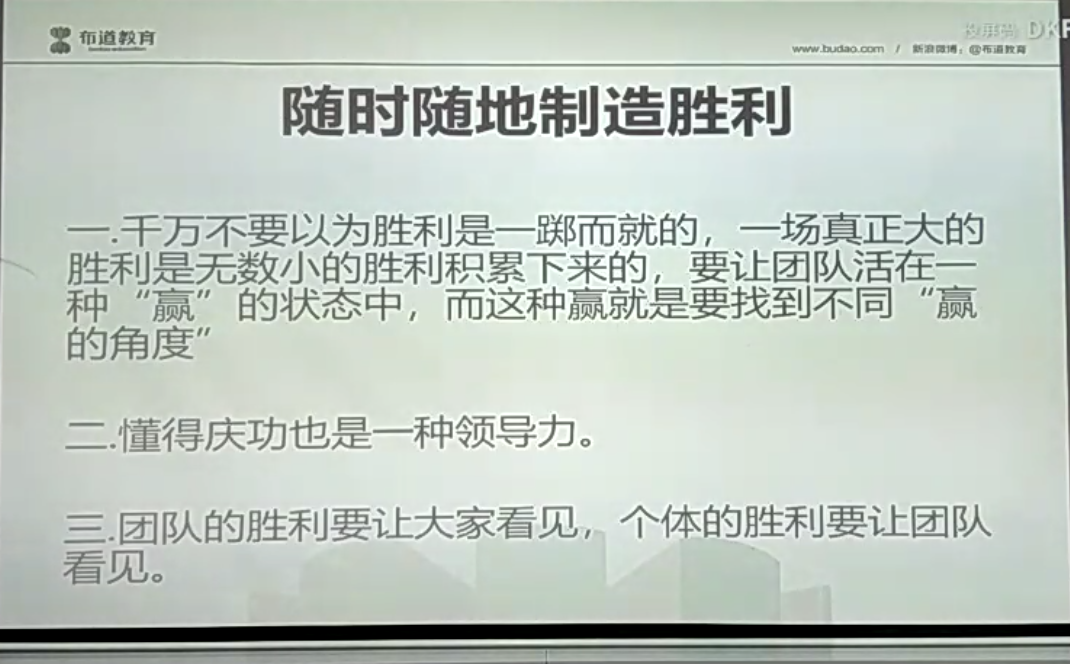 布道教育
投屏码 DKF
www.budao.com / 新浪微博：@布道教育
随时随地制造胜利
一.千万不要以为胜利是一蹴而就的，一场真正大的
胜利是无数小的胜利积累下来的，要让团队活在一
种“赢”的状态中，而这种赢就是要找到不同“赢
的角度”
二.懂得庆功也是一种领导力。
三.团队的胜利要让大家看见，个体的胜利要让团队
看见。